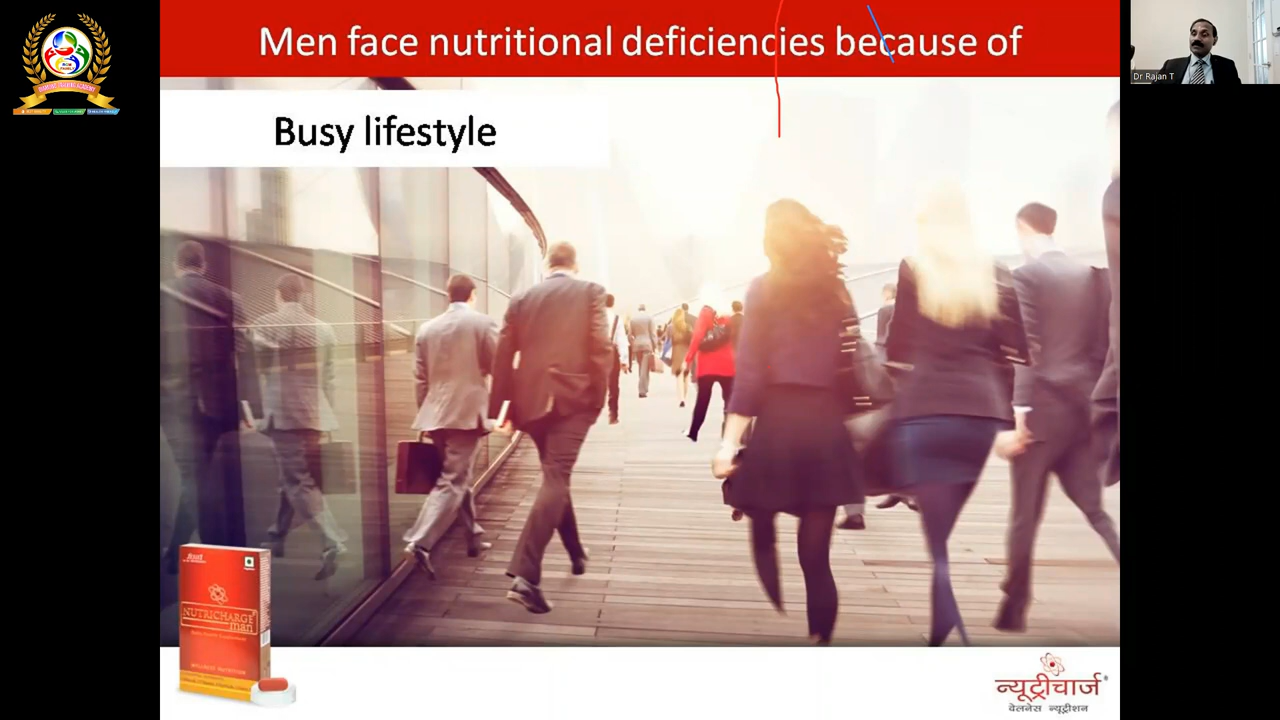 Men face nutritional deficiencies because of
Dr Rajan T
Busy lifestyle
NUTRICHARGE
man
न्यूट्रीचार्ज
वेलनेस न्यूट्रीशन